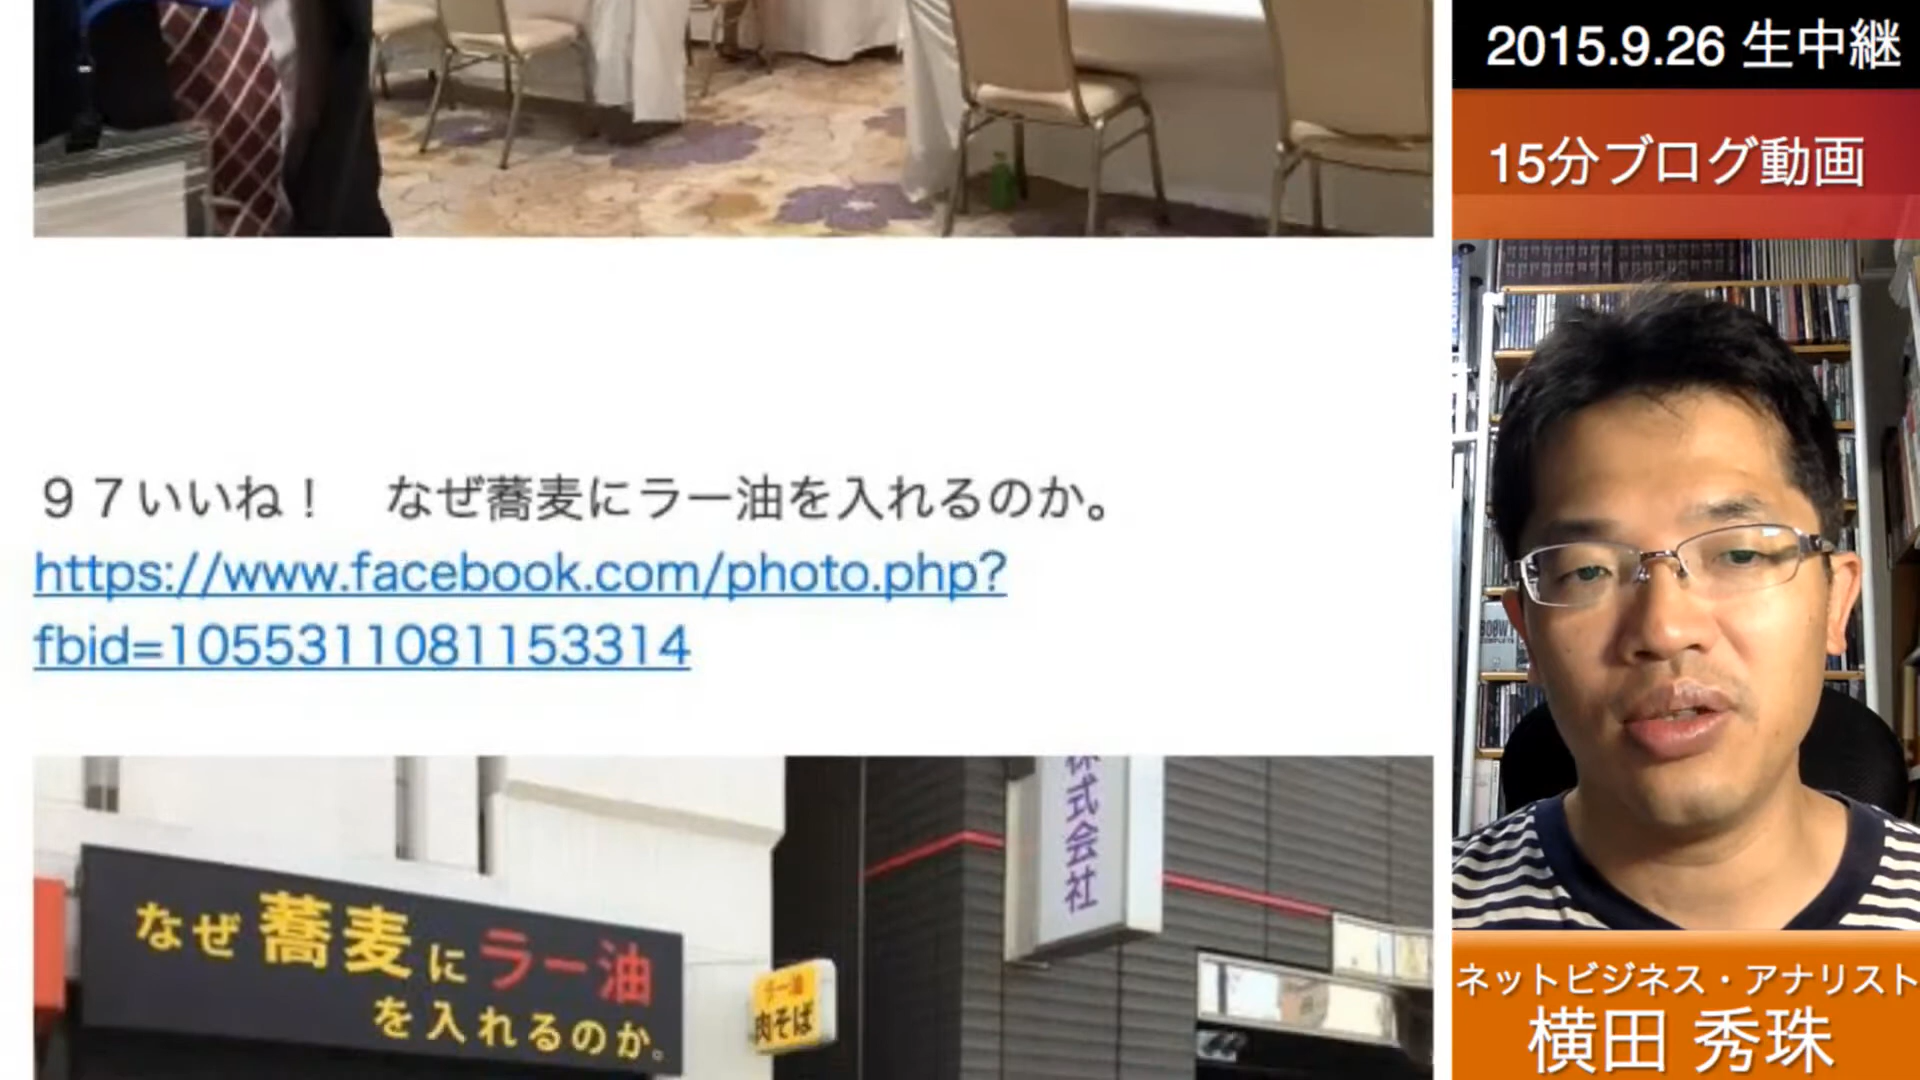 2015.9.26 生中継
15分ブログ動画
97いいね！　なぜ蕎麦にラー油を入れるのか。
https://www.facebook.com/photo.php?
fbid=1055311081153314
株式会社
なぜ蕎麦にラー油
を入れるのか。
ラー油
肉そば
BOOWY
ネットビジネス・アナリスト
横田 秀珠